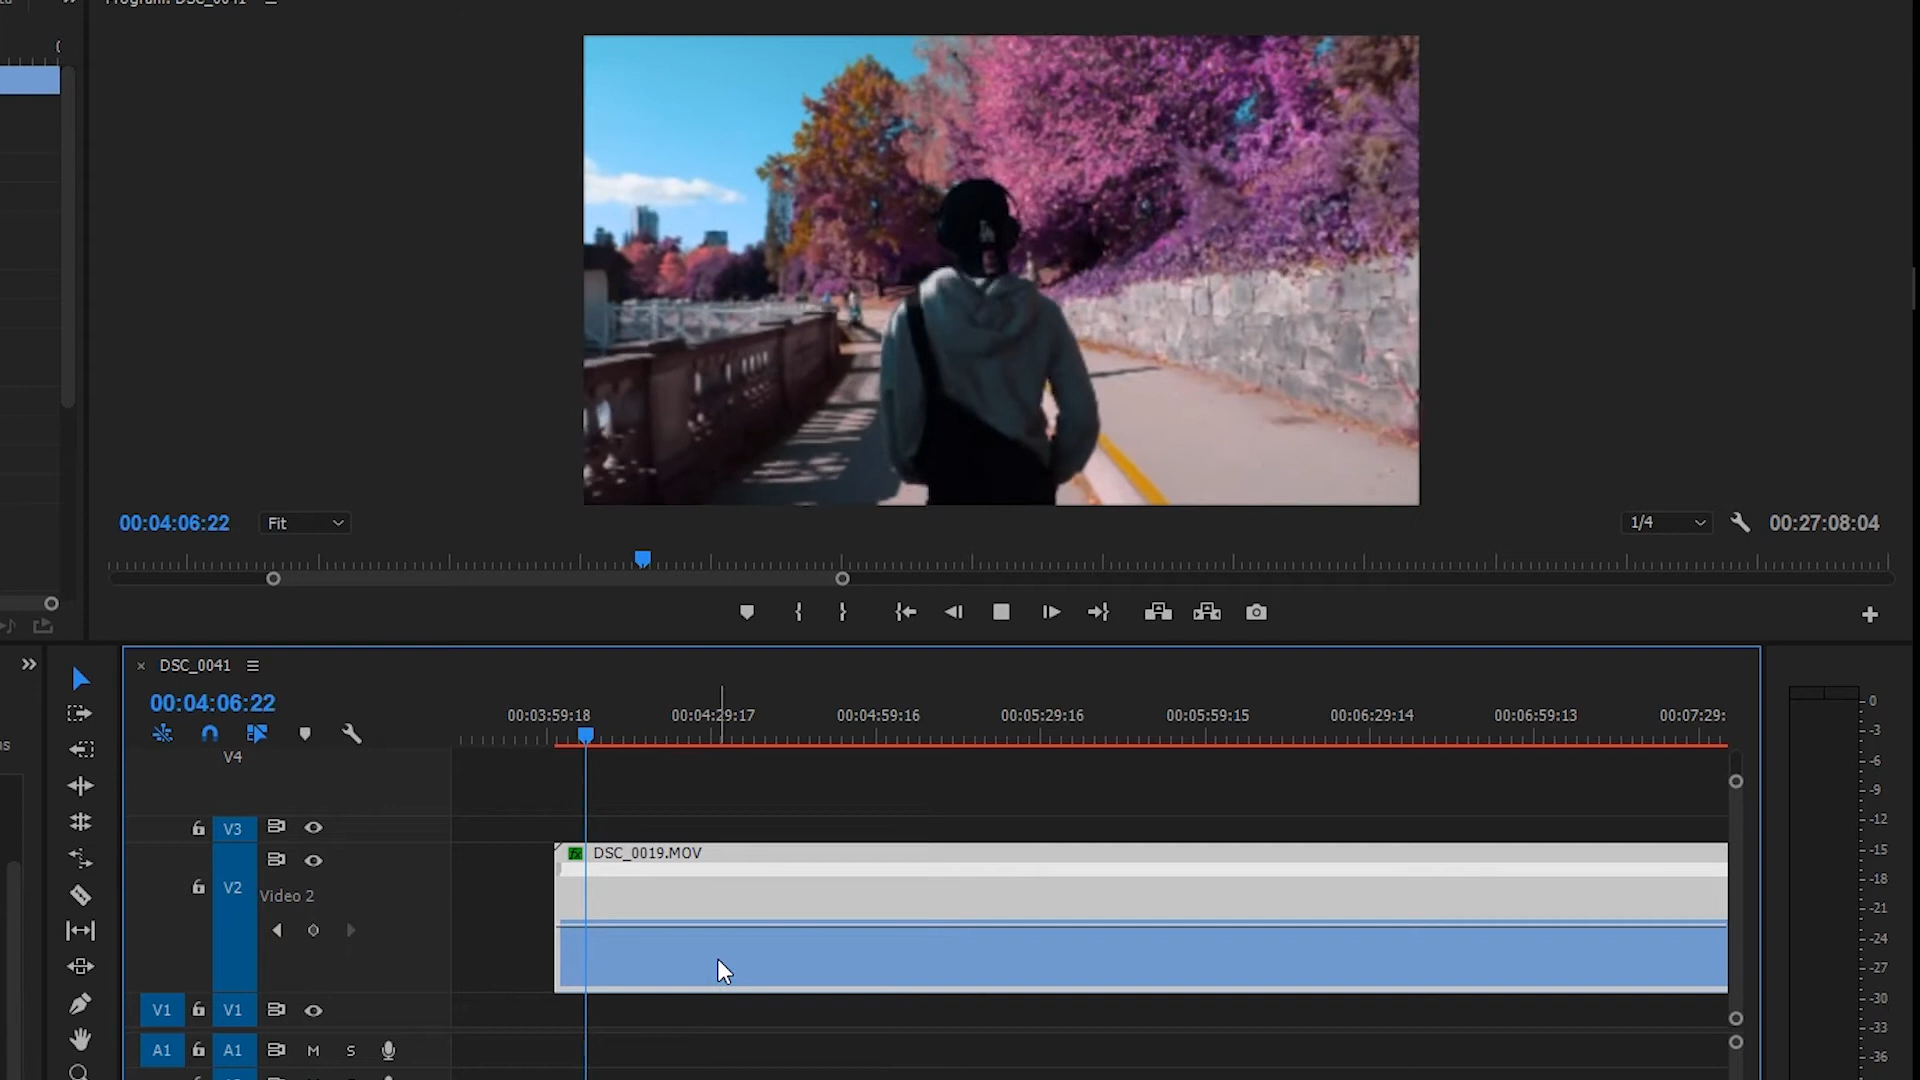 Program: DSC_0041
00:04:06:22
Fit
1/4
00:27:08:04
DSC_0041
00:04:06:22
00:03:59:18
00:04:29:17
00:04:59:16
00:05:29:16
00:05:59:15
00:06:29:14
00:06:59:13
00:07:29:
V4
V3
fx
DSC_0019.MOV
V2
Video 2
V1
V1
A1
A1
M
S
0
-3
-6
-9
-12
-15
-18
-21
-24
-27
-30
-33
-36